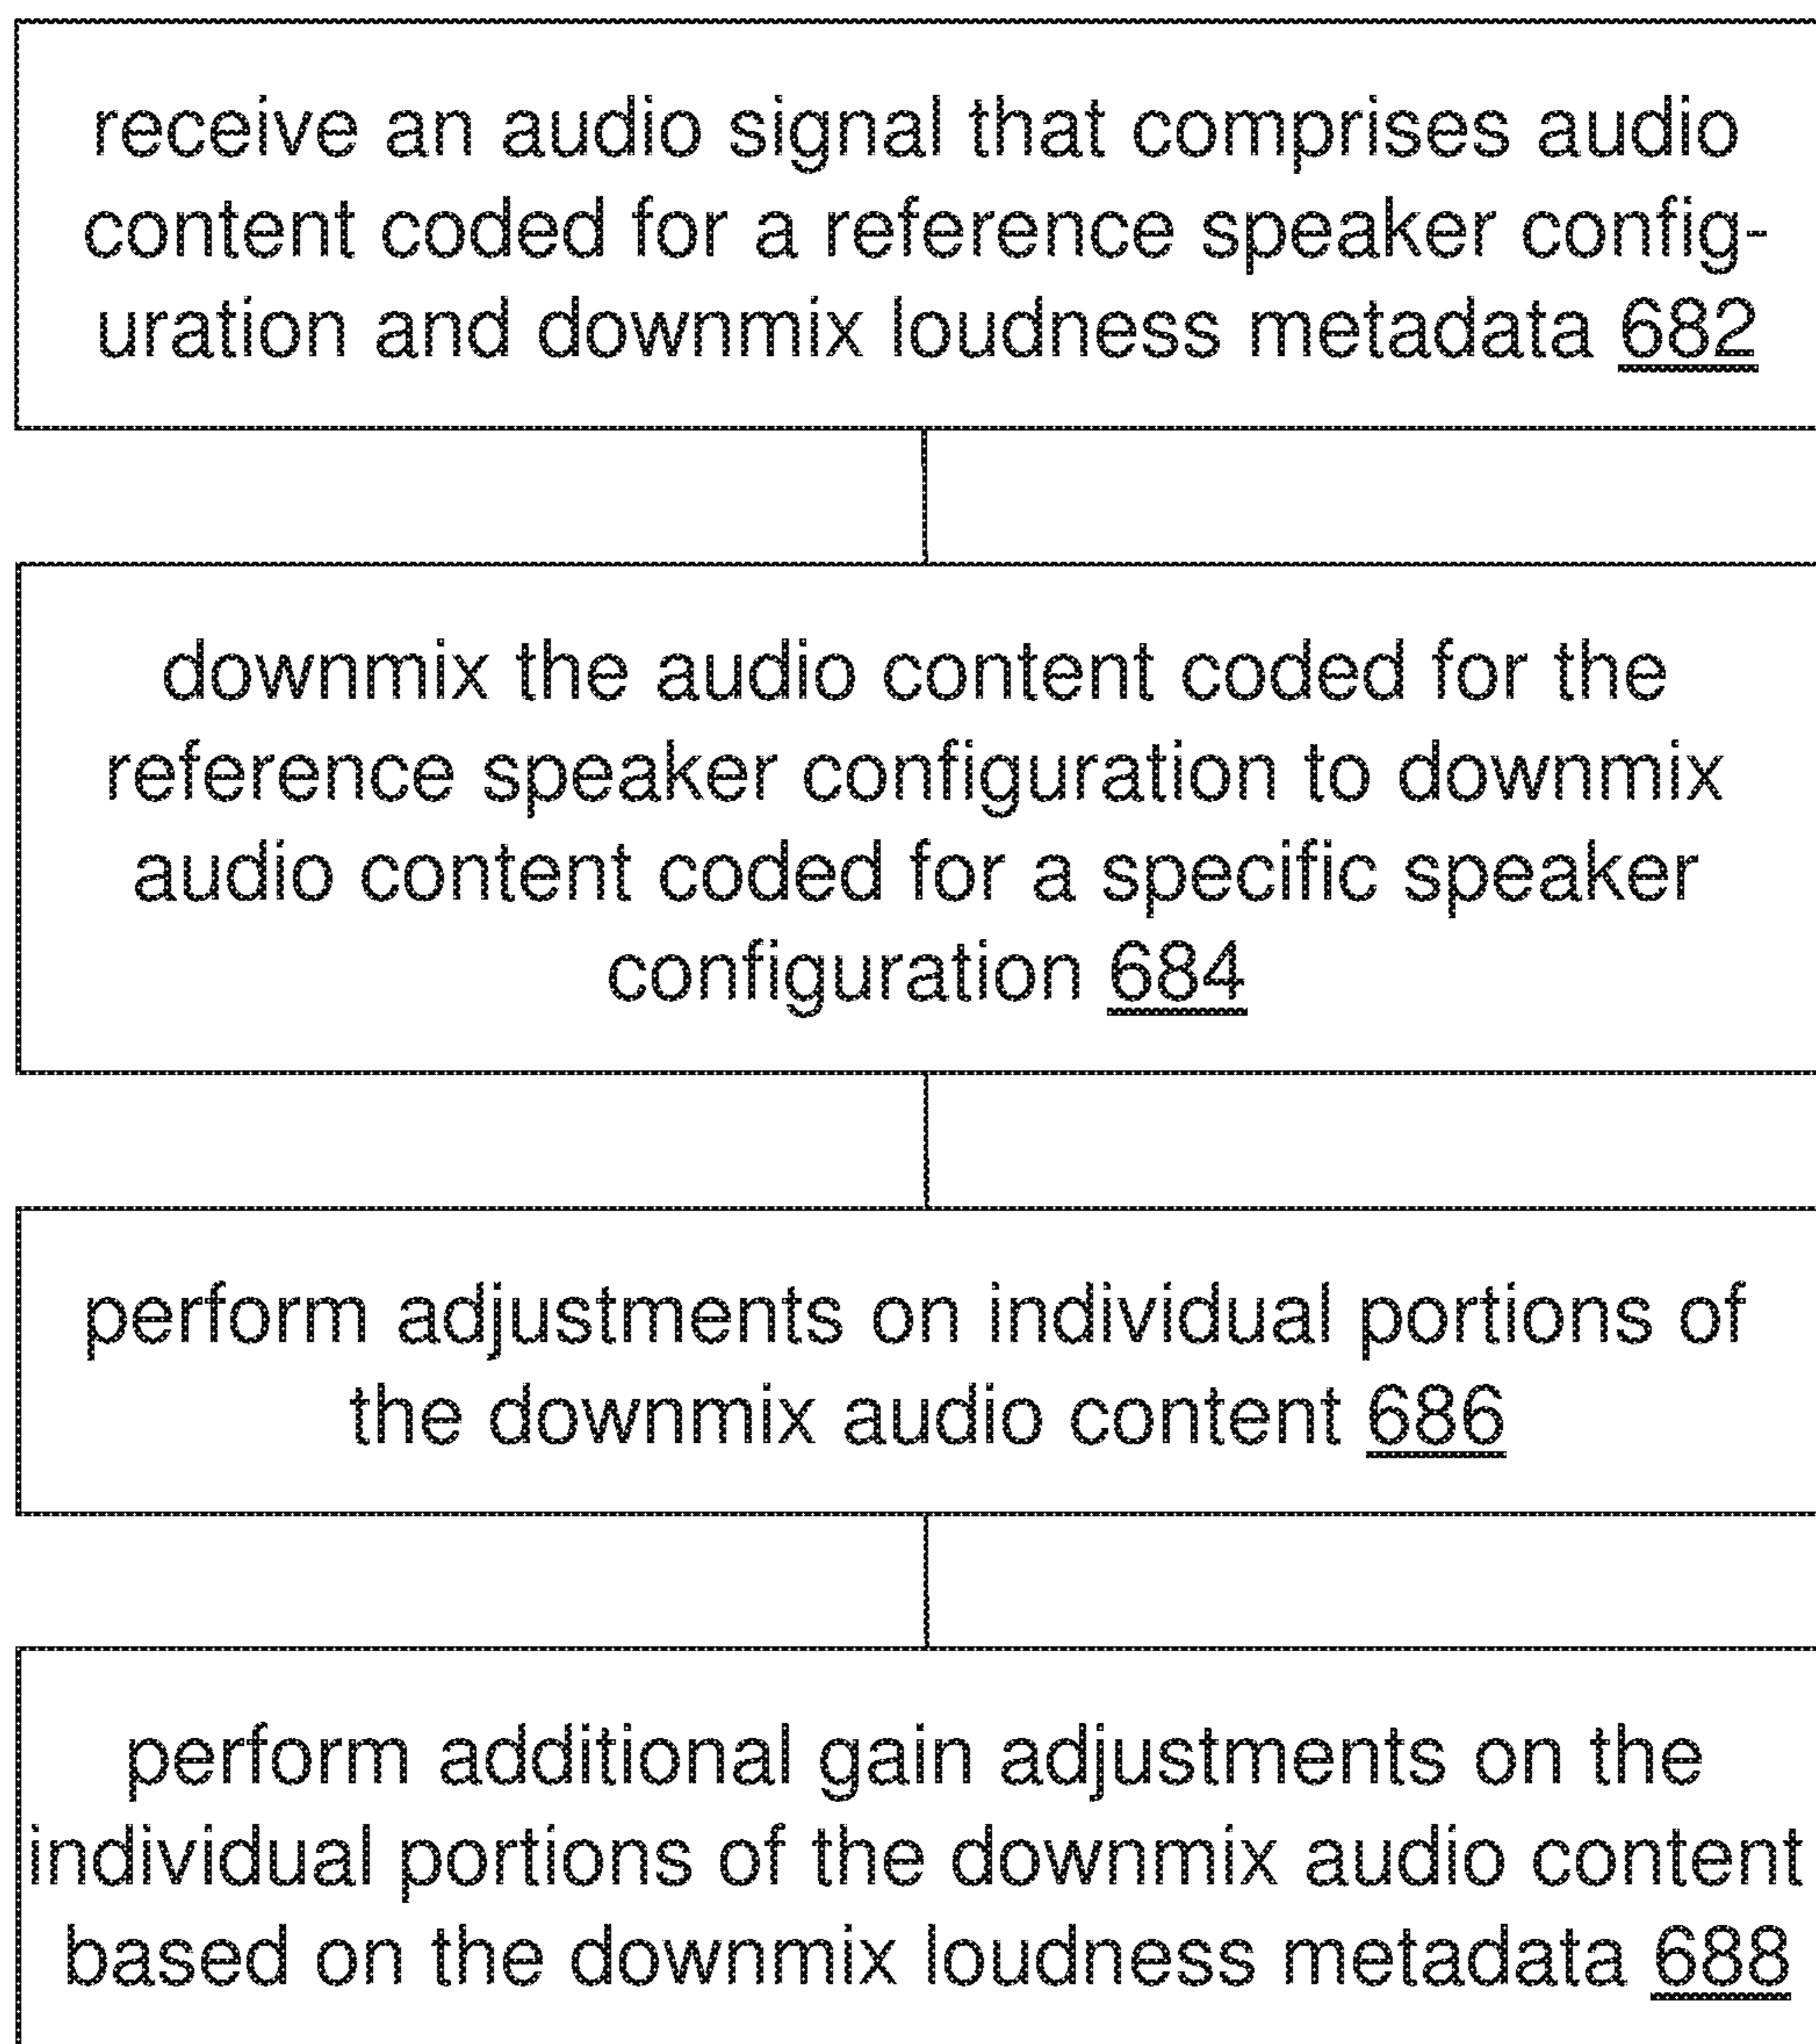 receive an audio signal that comprises audio
content coded for a reference speaker config-
uration and downmix loudness metadata 682
downmix the audio content coded for the
reference speaker configuration to downmix
audio content coded for a specific speaker
configuration 684
perform adjustments on individual portions of
the downmix audio content 686
perform additional gain adjustments on the
individual portions of the downmix audio content
based on the downmix loudness metadata 688